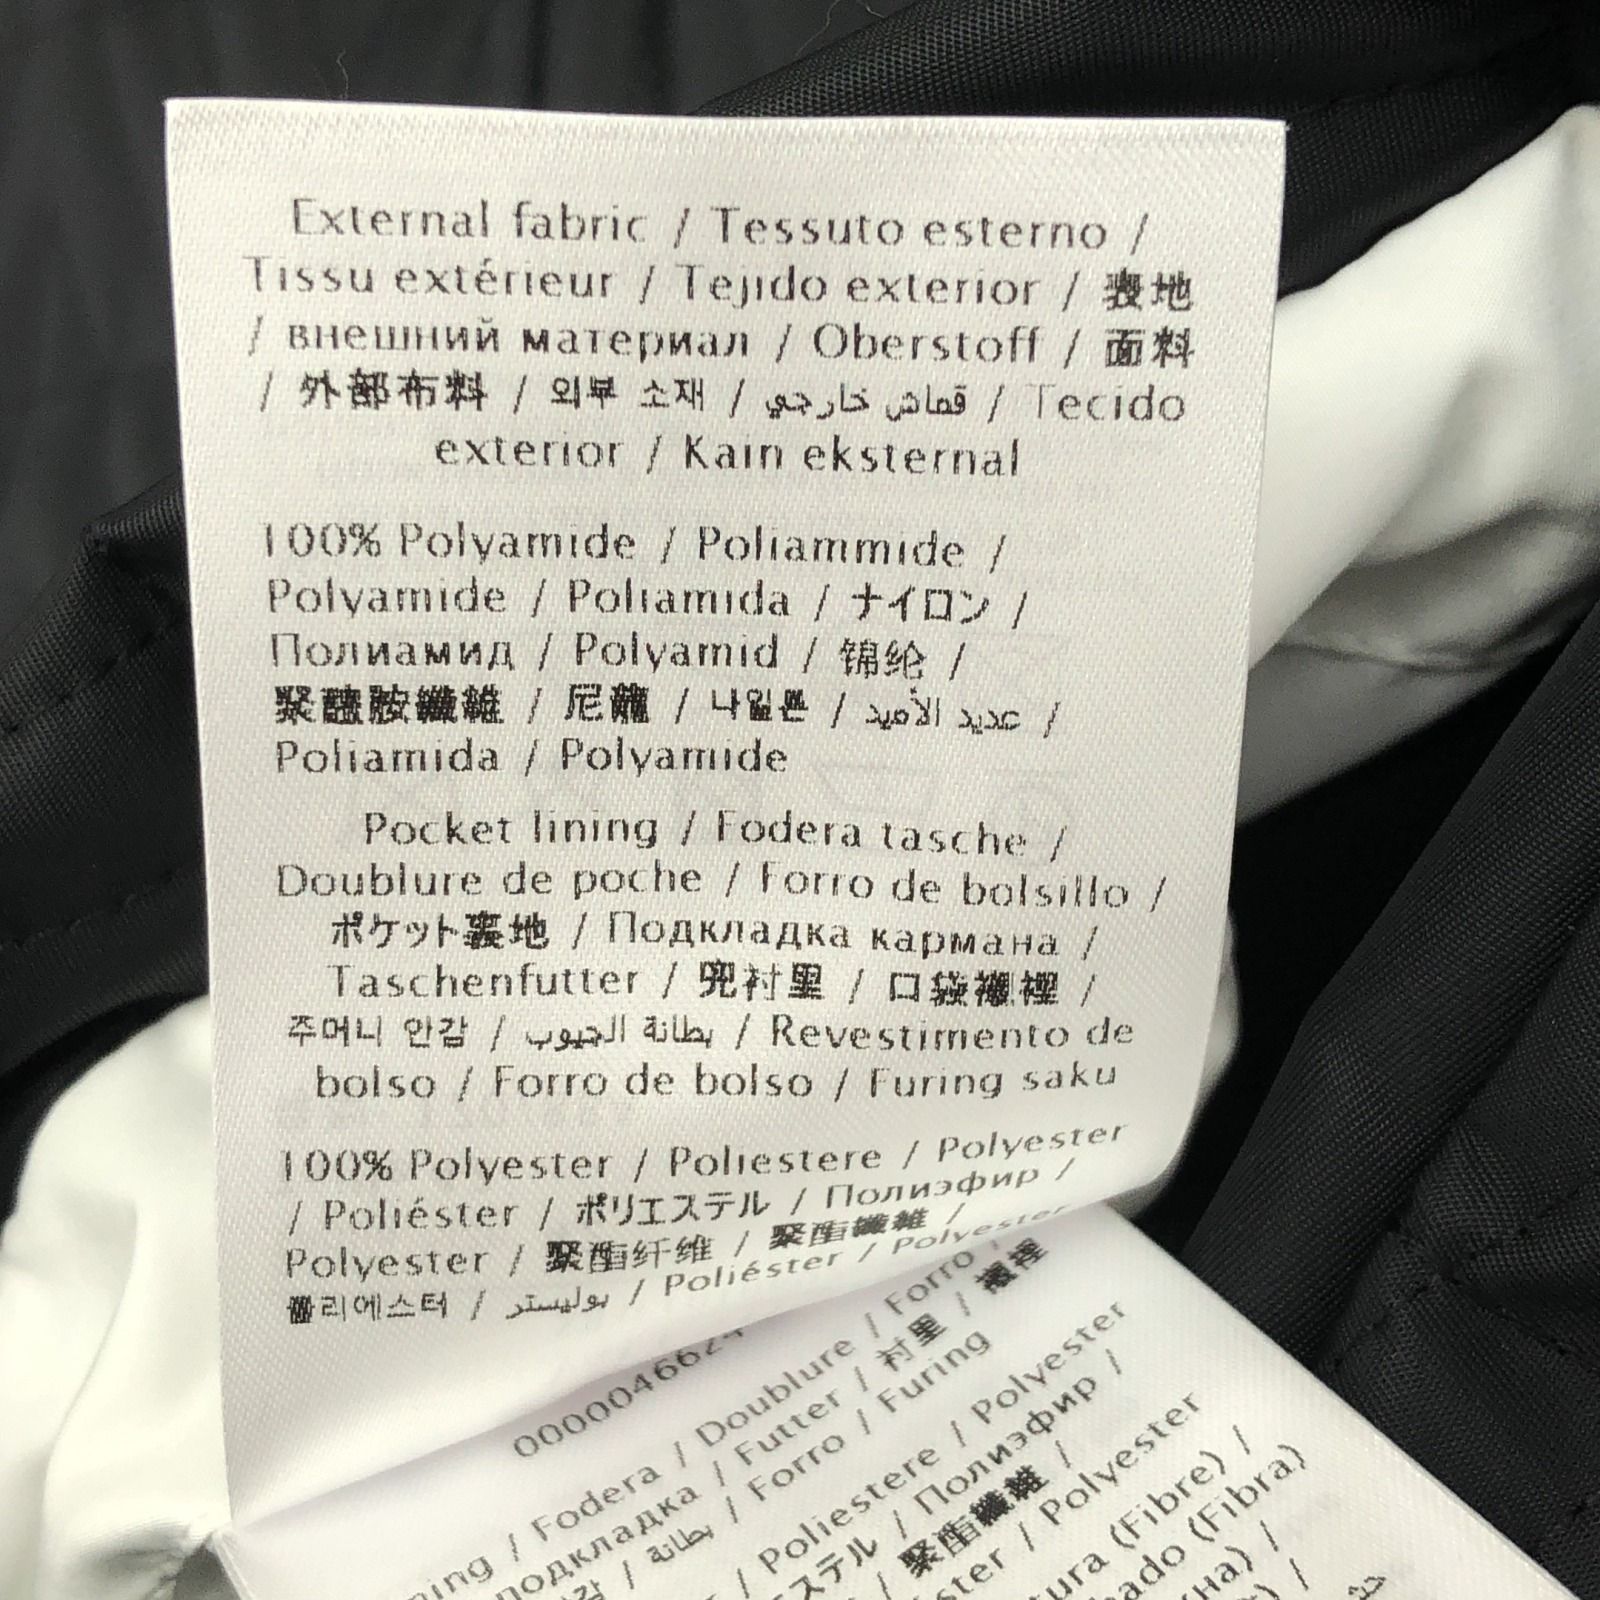 External fabric / Tessuto esterno /
Tissu extérieur / Tejido exterior / 表地
/ внешний материал / Oberstoff / 面料
/ 外部布料 / 외부 소재 / قماش خارجي / Tecido
exterior / Kain eksternal
100% Polyamide / Poliammide /
Polyamide / Poliamida / ナイロン /
Полиамид / Polyamid / 锦纶 /
聚醯胺纖維 / 尼龍 / 나일론 / عديد الأميد /
Poliamida / Polyamide
Pocket lining / Fodera tasche /
Doublure de poche / Forro de bolsillo /
ポケット裏地 / Подкладка кармана /
Taschenfutter / 兜衬里 / 口袋襯裡 /
주머니 안감 / بطانة الجيوب / Revestimento de
bolso / Forro de bolso / Furing saku
100% Polyester / Poliestere / Polyester
/ Poliéster / ポリエステル / Полиэфир /
Polyester / 聚酯纤维 / 聚酯纖維 /
폴리에스터 / بوليستر / Poliéster / Polyester
0000046624
/ Fodera / Doublure / Forro
подкладка / Futter / 衬里 / 襯裡
/ بطانة / Forro / Furing
/ Poliestere / Polyester
/ Полиэфир /
聚酯纖維 /
/ Polyester
(Fibre) /
(Fibra)